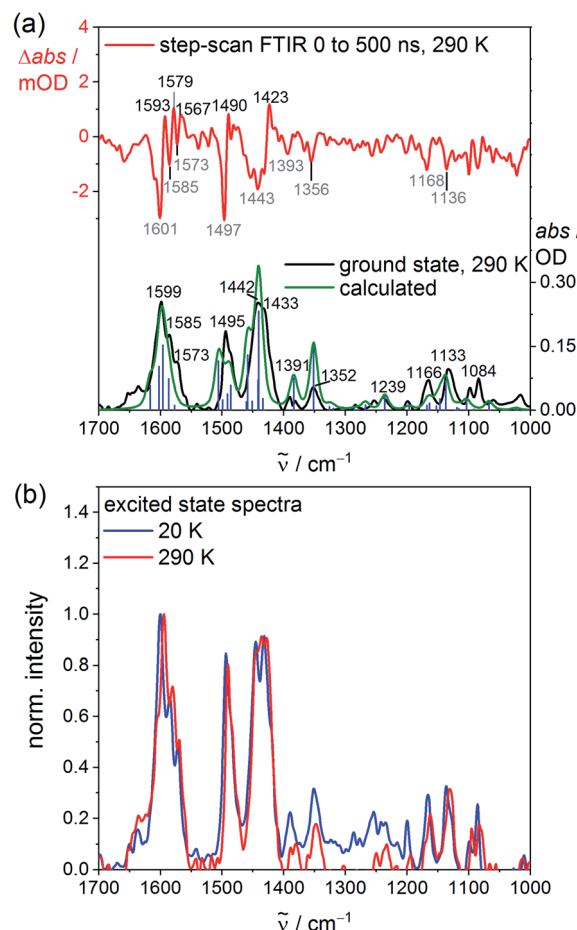 (a)
4
Δabs /
mOD
step-scan FTIR 0 to 500 ns, 290 K
1579
1593
1567
1490
1423
2
0
-2
1573
1585
1601
1497
1443
1393
1356
1168
1136
abs /
OD
ground state, 290 K
calculated
0.30
0.15
0.00
1599
1585
1573
1495
1442
1433
1391
1352
1239
1166
1133
1084
1700 1600 1500 1400 1300 1200 1100 1000
ṽ / cm⁻¹
(b)
excited state spectra
20 K
290 K
norm. intensity
1.4
1.2
1.0
0.8
0.6
0.4
0.2
0.0
1700 1600 1500 1400 1300 1200 1100 1000
ṽ / cm⁻¹